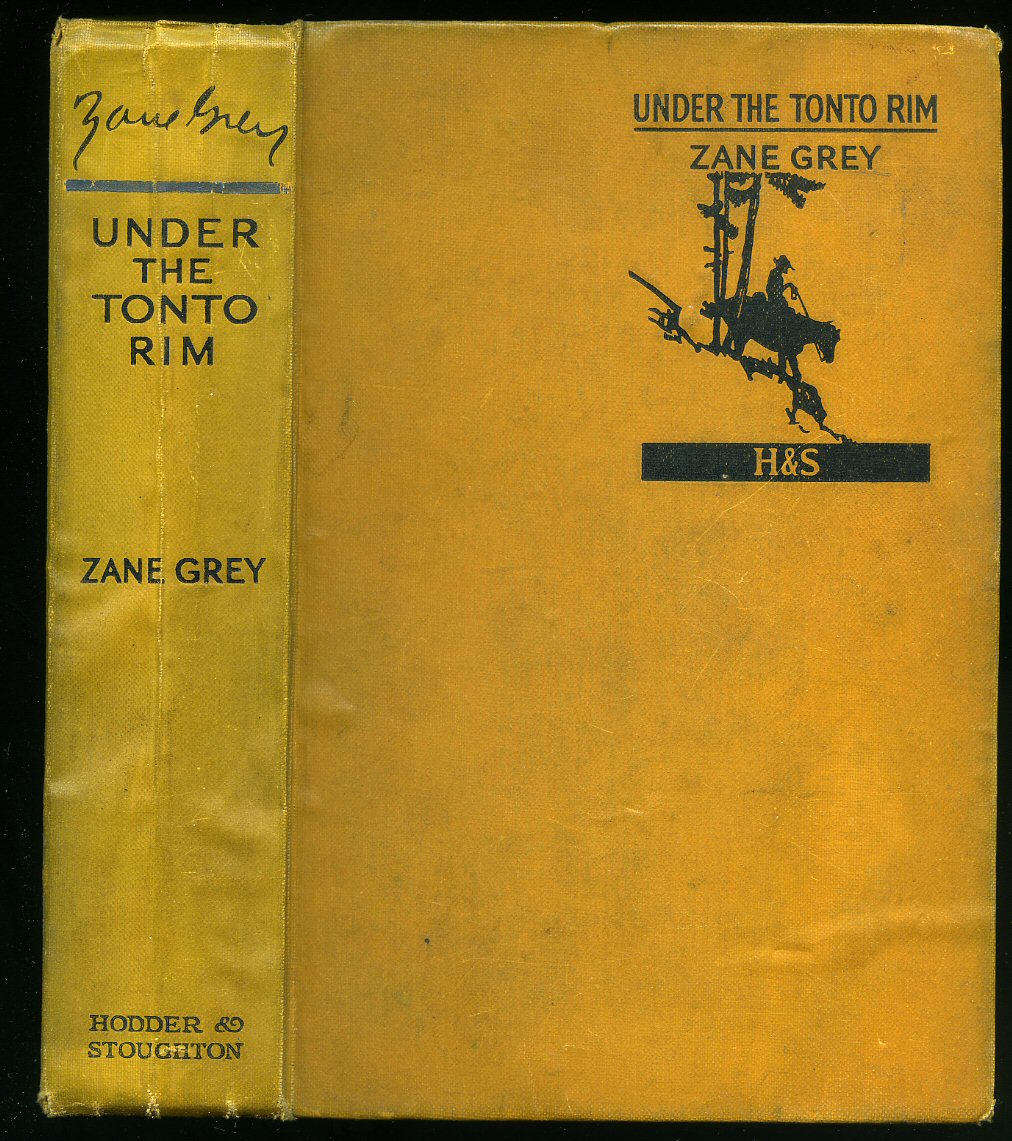 Zane Grey
UNDER
THE
TONTO
RIM
ZANE GREY
HODDER &
STOUGHTON
UNDER THE TONTO RIM
ZANE GREY
H&S